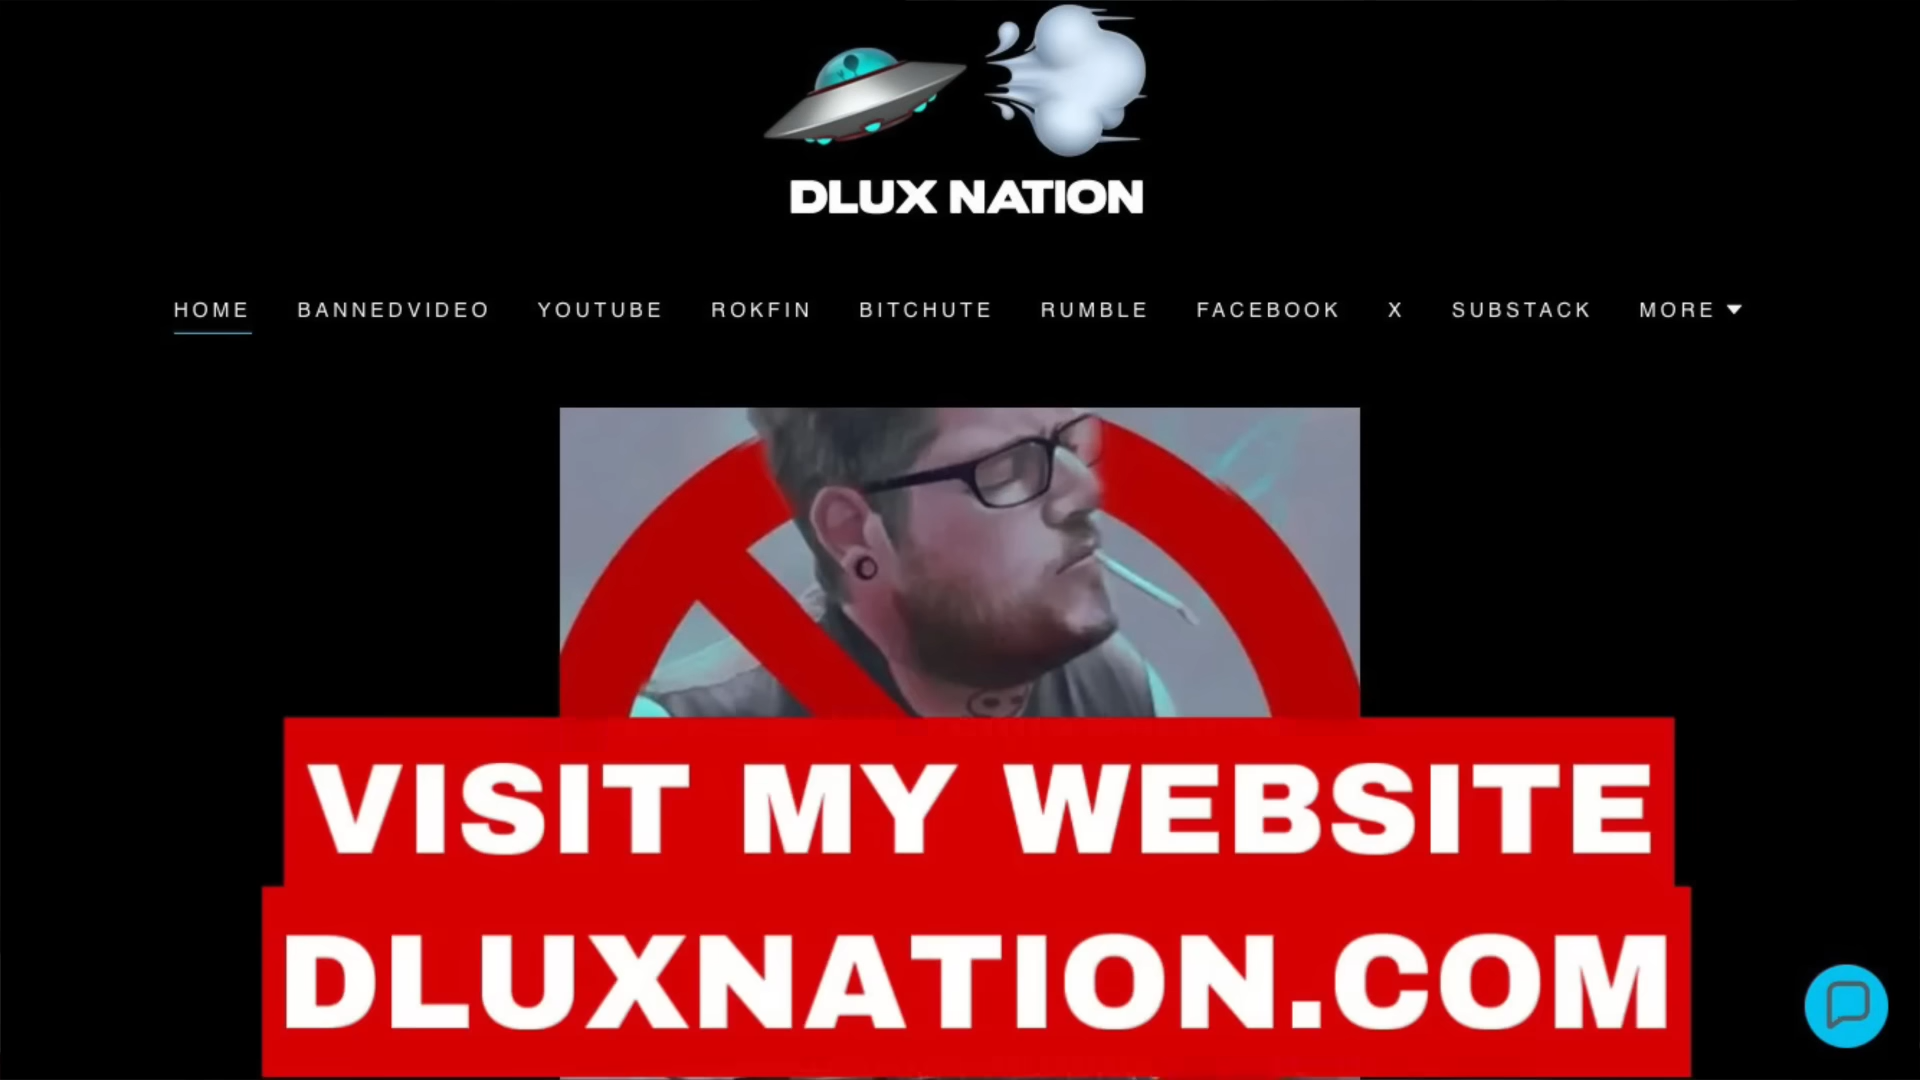 DLUX NATION
HOME BANNEDVIDEO YOUTUBE ROKFIN BITCHUTE RUMBLE FACEBOOK X SUBSTACK MORE
VISIT MY WEBSITE
DLUXNATION.COM